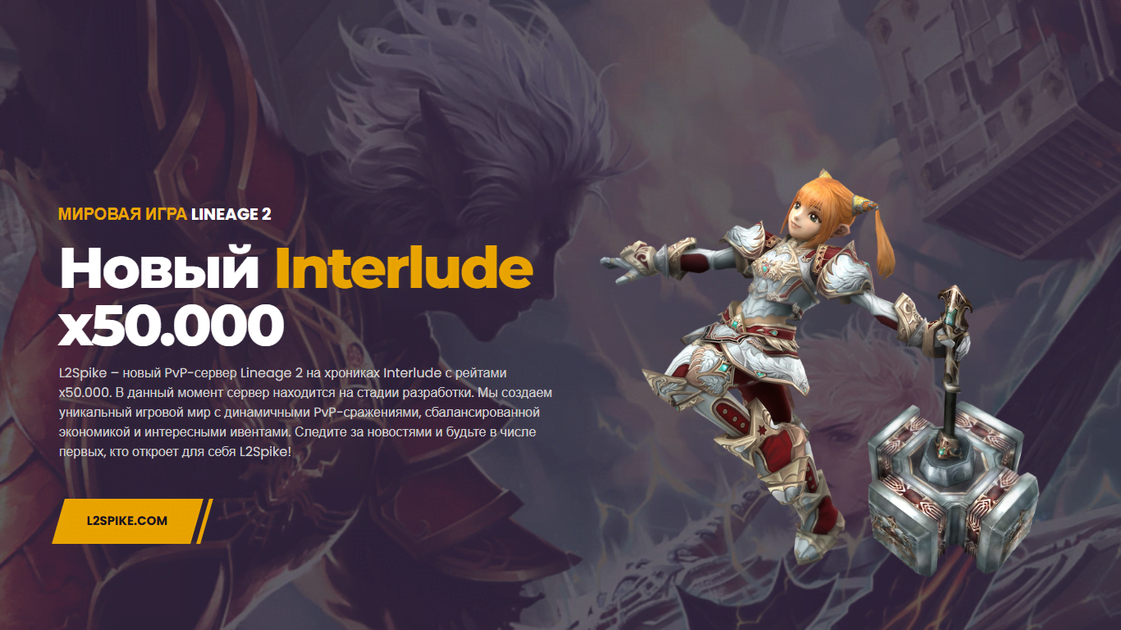 МИРОВАЯ ИГРА LINEAGE 2
Новый Interlude
x50.000
L2Spike – новый PvP-сервер Lineage 2 на хрониках Interlude с рейтами
x50.000. В данный момент сервер находится на стадии разработки. Мы создаем
уникальный игровой мир с динамичными PvP-сражениями, сбалансированной
экономикой и интересными ивентами. Следите за новостями и будьте в числе
первых, кто откроет для себя L2Spike!
L2SPIKE.COM